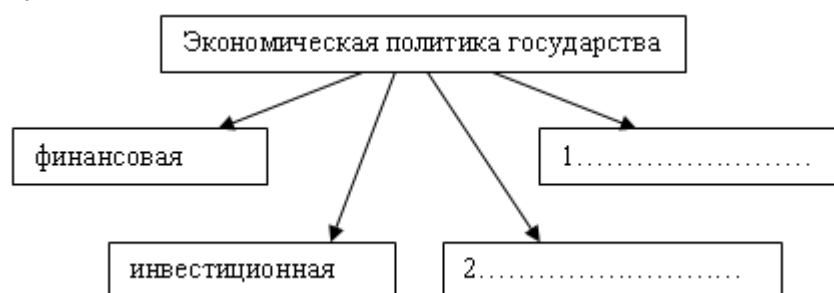 Экономическая политика государства
финансовая
1.......................
инвестиционная
2.........................